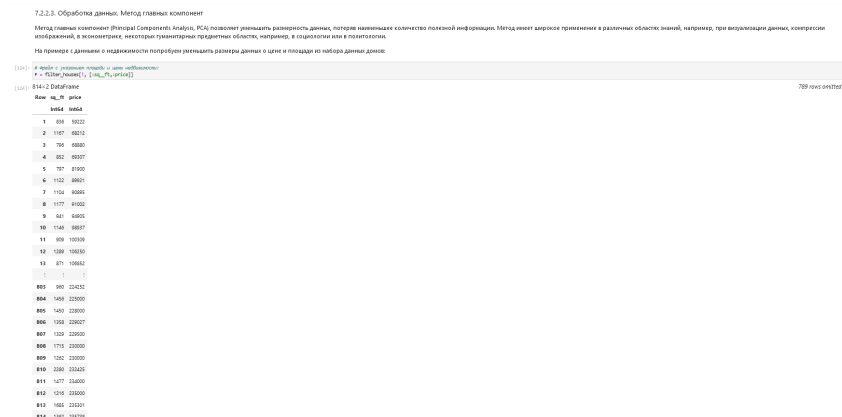 7.2.2.3. Обработка данных. Метод главных компонент
Метод главных компонент (Principal Components Analysis, PCA) позволяет уменьшить размерность данных, потеряв наименьшее количество полезной информации. Метод имеет широкое применение в различных областях знаний, например, при визуализации данных, компрессии
изображений, в эконометрике, некоторых гуманитарных предметных областях, например, в социологии или в политологии.
На примере с данными о недвижимости попробуем уменьшить размеры данных о цене и площади из набора данных домов:
[124]: # Фрейм с указанием площади и цены недвижимости:
F = filter_houses[!, [:sq__ft,:price]]
[124]: 814×2 DataFrame 789 rows omitted
Row sq__ft price
Int64 Int64
1 836 59222
2 1167 68212
3 796 68880
4 852 69307
5 797 81900
6 1122 89921
7 1104 90895
8 1177 91002
9 941 94905
10 1146 98937
11 909 100309
12 1289 106250
13 871 106852
⋮ ⋮ ⋮
803 960 224252
804 1456 225000
805 1450 228000
806 1358 229027
807 1329 229500
808 1715 230000
809 1262 230000
810 2280 232425
811 1477 234000
812 1216 235000
813 1685 235301
814 1362 235738